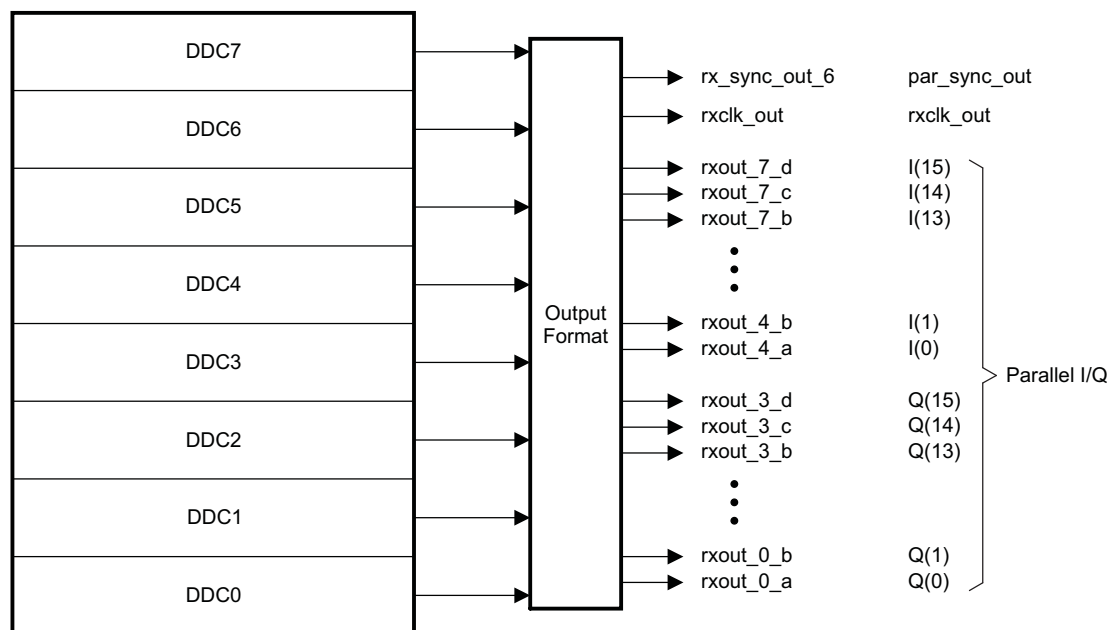 DDC7
DDC6
DDC5
DDC4
DDC3
DDC2
DDC1
DDC0
Output
Format
rx_sync_out_6 par_sync_out
rxclk_out rxclk_out
rxout_7_d I(15)
rxout_7_c I(14)
rxout_7_b I(13)
rxout_4_b I(1)
rxout_4_a I(0)
rxout_3_d Q(15)
rxout_3_c Q(14)
rxout_3_b Q(13)
rxout_0_b Q(1)
rxout_0_a Q(0)
Parallel I/Q